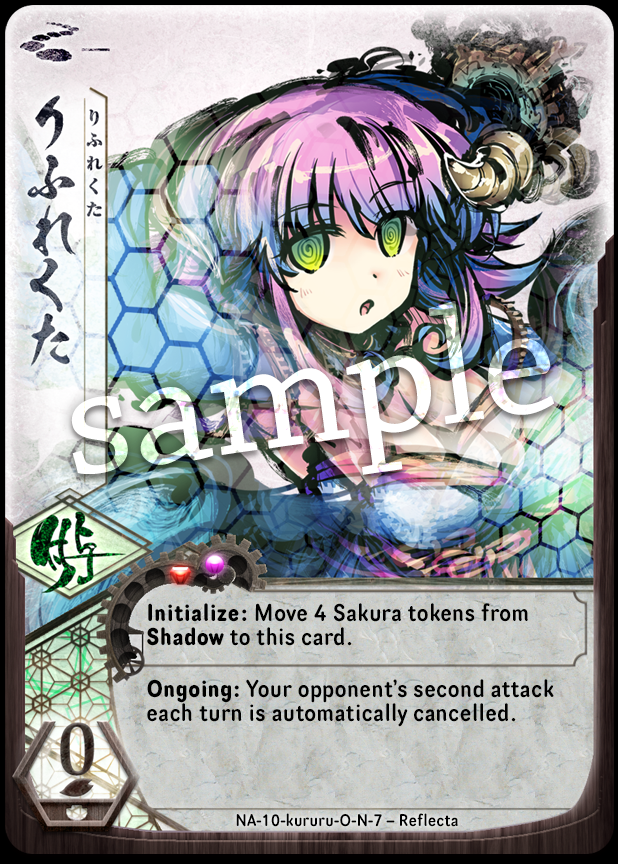 りふれくた
りふれくた
sample
Initialize: Move 4 Sakura tokens from
Shadow to this card.
Ongoing: Your opponent's second attack
each turn is automatically cancelled.
0
NA-10-kururu-O-N-7 – Reflecta